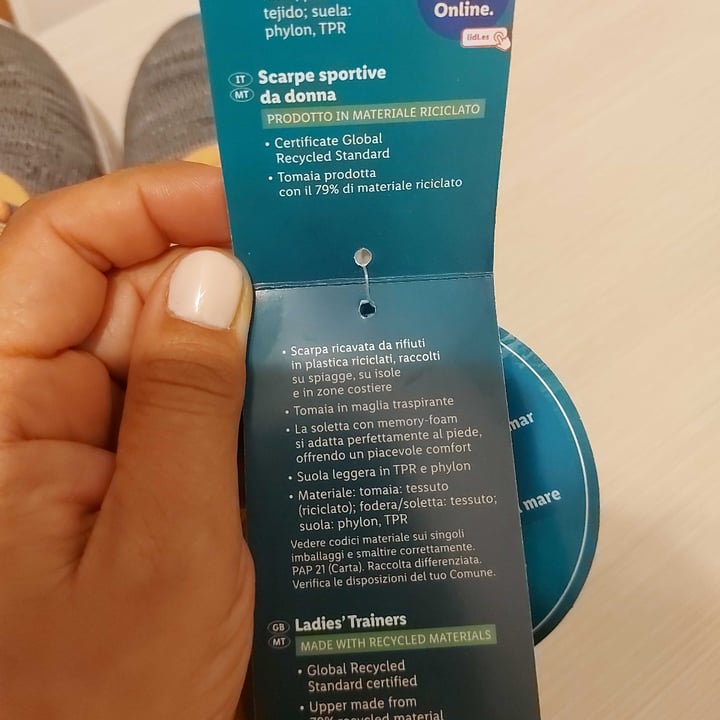 tejido; suela:
phylon, TPR
Online.
lidl.es
IT
MT
Scarpe sportive
da donna
PRODOTTO IN MATERIALE RICICLATO
• Certificate Global
Recycled Standard
• Tomaia prodotta
con il 79% di materiale riciclato
• Scarpa ricavata da rifiuti
in plastica riciclati, raccolti
su spiagge, su isole
e in zone costiere
• Tomaia in maglia traspirante
• La soletta con memory-foam
si adatta perfettamente al piede,
offrendo un piacevole comfort
• Suola leggera in TPR e phylon
• Materiale: tomaia: tessuto
(riciclato); fodera/soletta: tessuto;
suola: phylon, TPR
Vedere codici materiale sui singoli
imballaggi e smaltire correttamente.
PAP 21 (Carta). Raccolta differenziata.
Verifica le disposizioni del tuo Comune.
GB
MT
Ladies' Trainers
MADE WITH RECYCLED MATERIALS
• Global Recycled
Standard certified
• Upper made from
79% recycled material
mar
mare